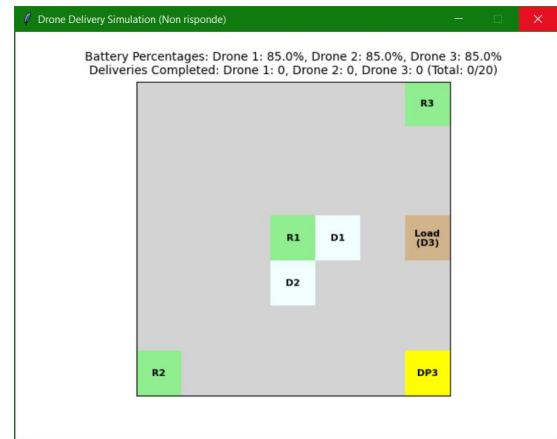 Drone Delivery Simulation (Non risponde)
Battery Percentages: Drone 1: 85.0%, Drone 2: 85.0%, Drone 3: 85.0%
Deliveries Completed: Drone 1: 0, Drone 2: 0, Drone 3: 0 (Total: 0/20)
R3
R1
D1
Load
(D3)
D2
R2
DP3